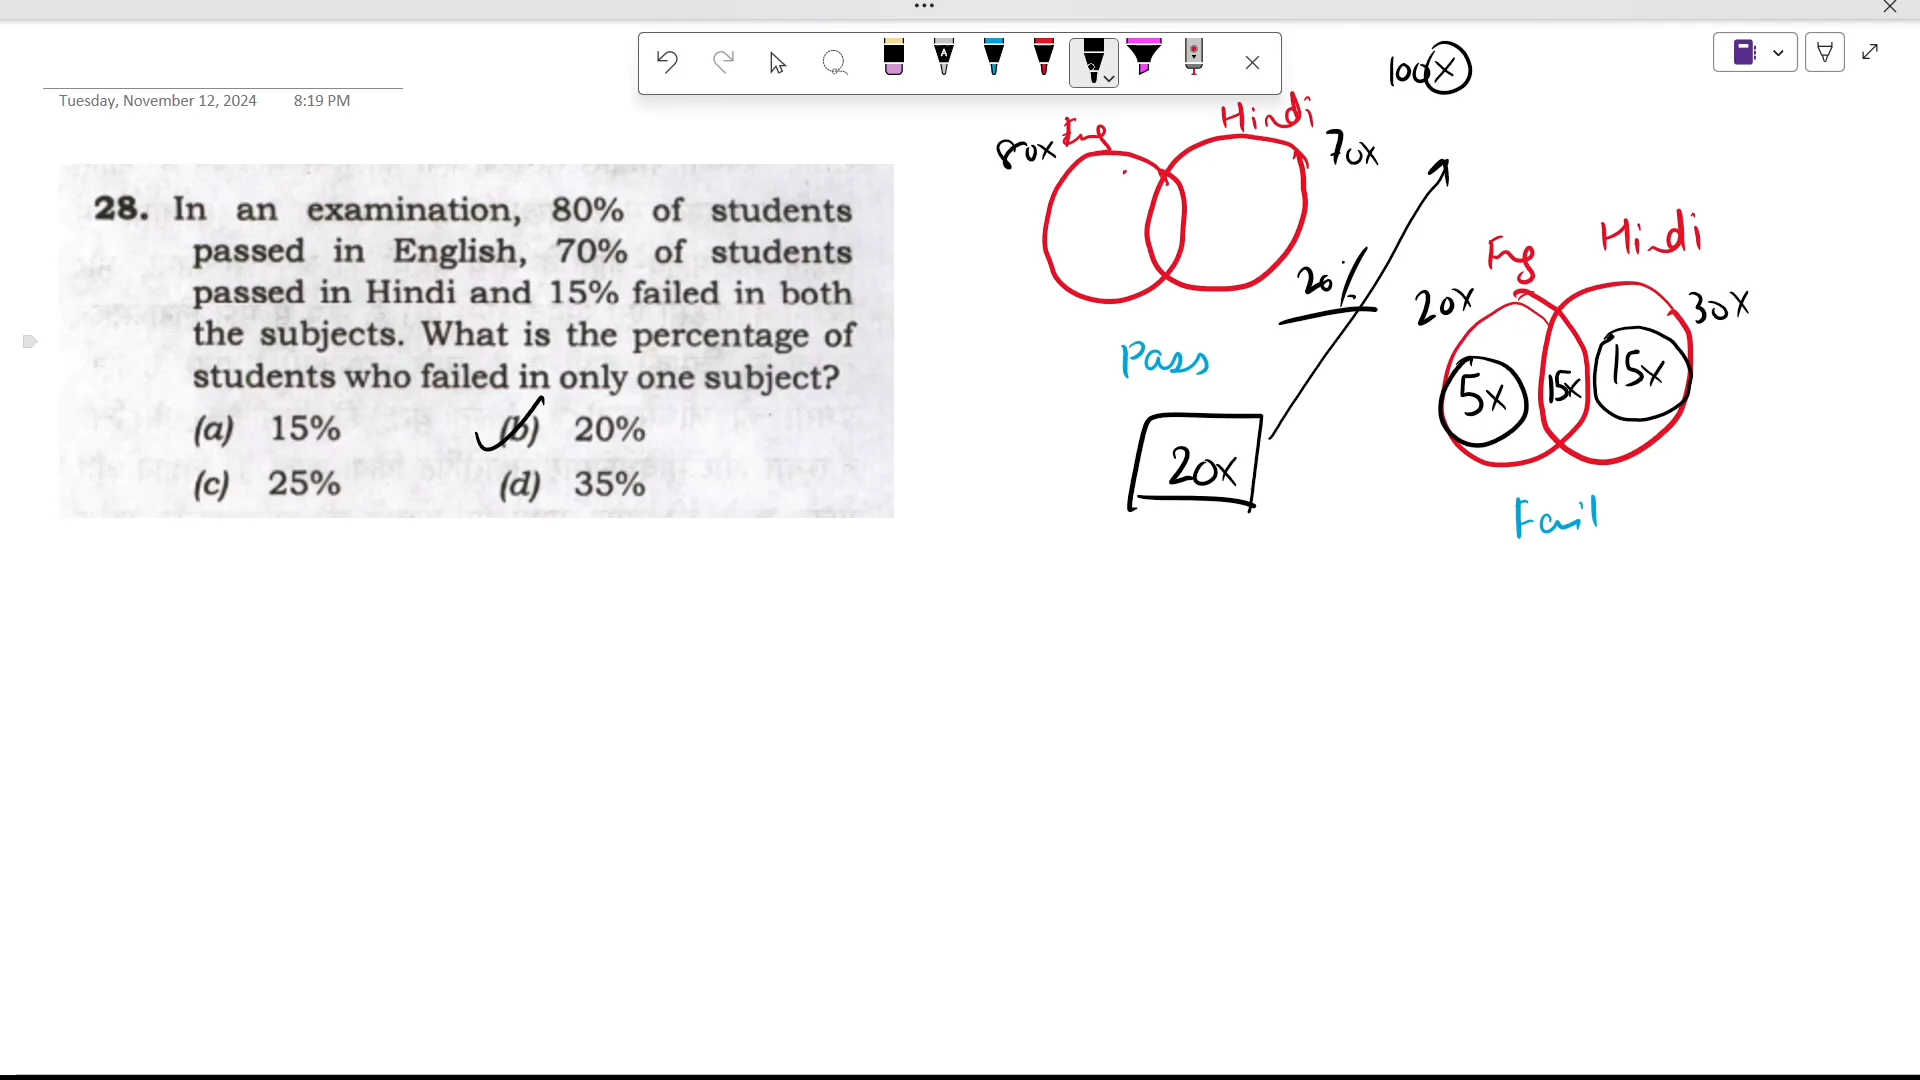 Tuesday, November 12, 2024 8:19 PM
28. In an examination, 80% of students
passed in English, 70% of students
passed in Hindi and 15% failed in both
the subjects. What is the percentage of
students who failed in only one subject?
(a) 15% (b) 20%
(c) 25% (d) 35%
100x
80x Eng Hindi 70x
20%
Pass
20x
Eng Hindi
20x 30x
5x 15x 15x
Fail